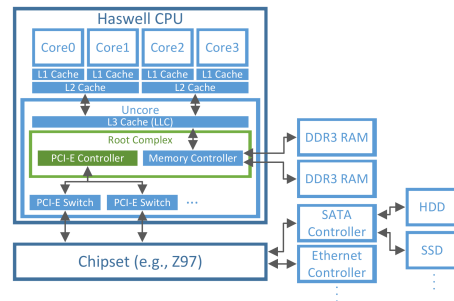 Haswell CPU
Core0 Core1 Core2 Core3
L1 Cache L1 Cache L1 Cache L1 Cache
L2 Cache L2 Cache
Uncore
L3 Cache (LLC)
Root Complex
PCI-E Controller Memory Controller
DDR3 RAM
DDR3 RAM
PCI-E Switch PCI-E Switch ...
SATA
Controller
HDD
Chipset (e.g., Z97)
Ethernet
Controller
SSD